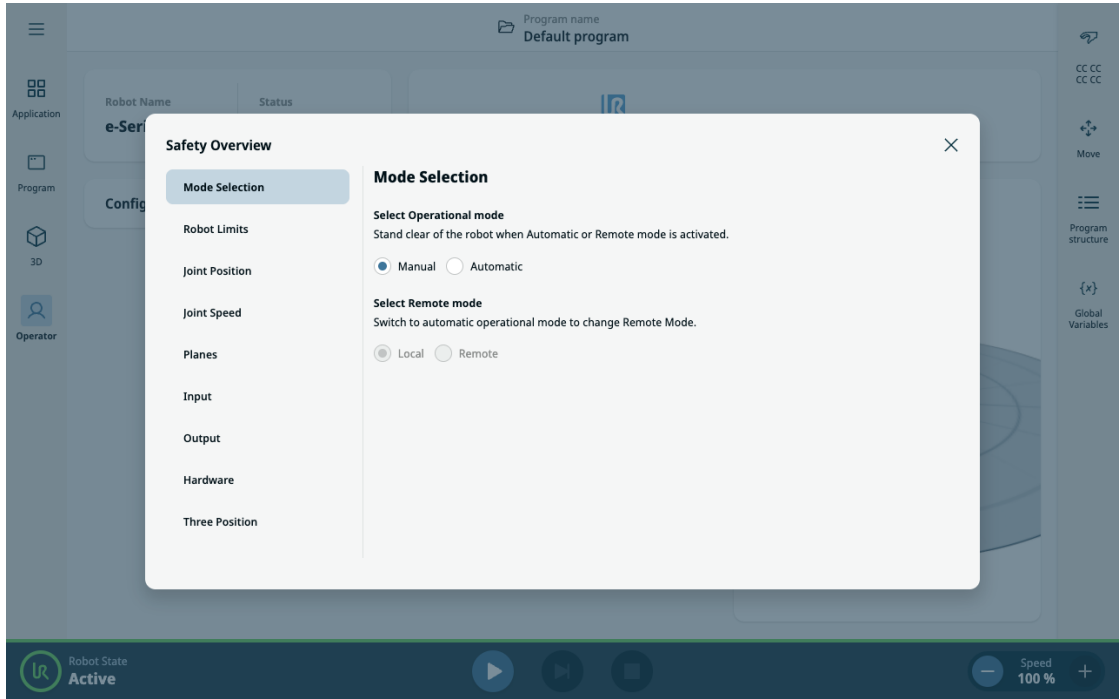 Program name
Default program
CC CC
CC CC
Application
Robot Name
Status
e-Seri
Safety Overview
Move
Mode Selection
Mode Selection
Program
Config
Select Operational mode
Robot Limits
Stand clear of the robot when Automatic or Remote mode is activated.
Program
structure
3D
Joint Position
Manual
Automatic
Select Remote mode
Joint Speed
Global
Variables
Switch to automatic operational mode to change Remote Mode.
Operator
Planes
Local
Remote
Input
Output
Hardware
Three Position
Robot State
Active
Speed
100 %
{x}
UR
UR